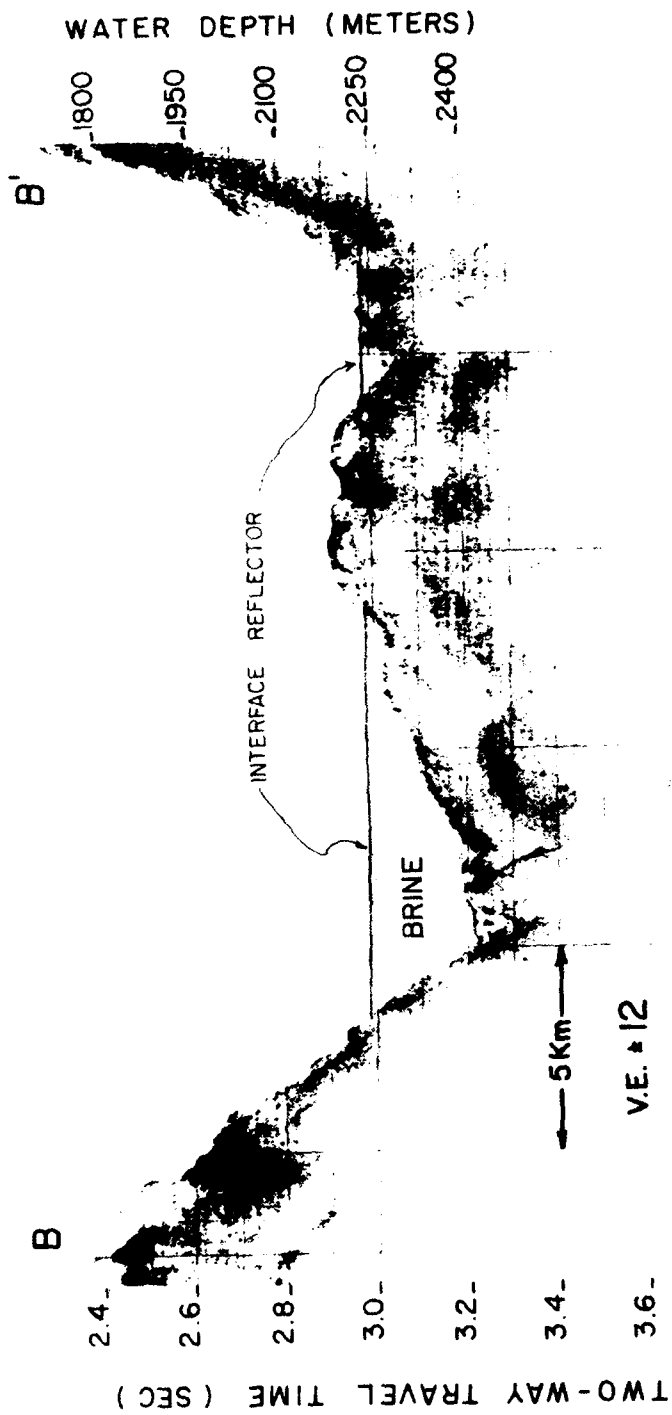 B
B'
WATER DEPTH (METERS)
1800
1950
2100
2250
2400
INTERFACE REFLECTOR
BRINE
5Km
V.E. ± 12
2.4
2.6
2.8
3.0
3.2
3.4
3.6
TWO-WAY TRAVEL TIME (SEC)